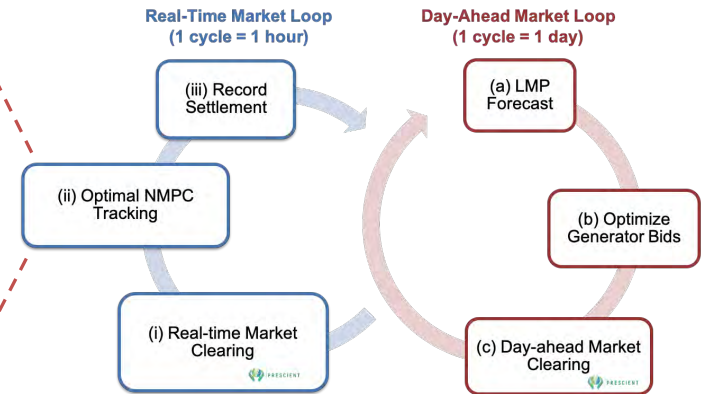 Real-Time Market Loop
(1 cycle = 1 hour)
Day-Ahead Market Loop
(1 cycle = 1 day)
(iii) Record
Settlement
(a) LMP
Forecast
(ii) Optimal NMPC
Tracking
(b) Optimize
Generator Bids
(i) Real-time Market
Clearing
PRESCIENT
(c) Day-ahead Market
Clearing
PRESCIENT